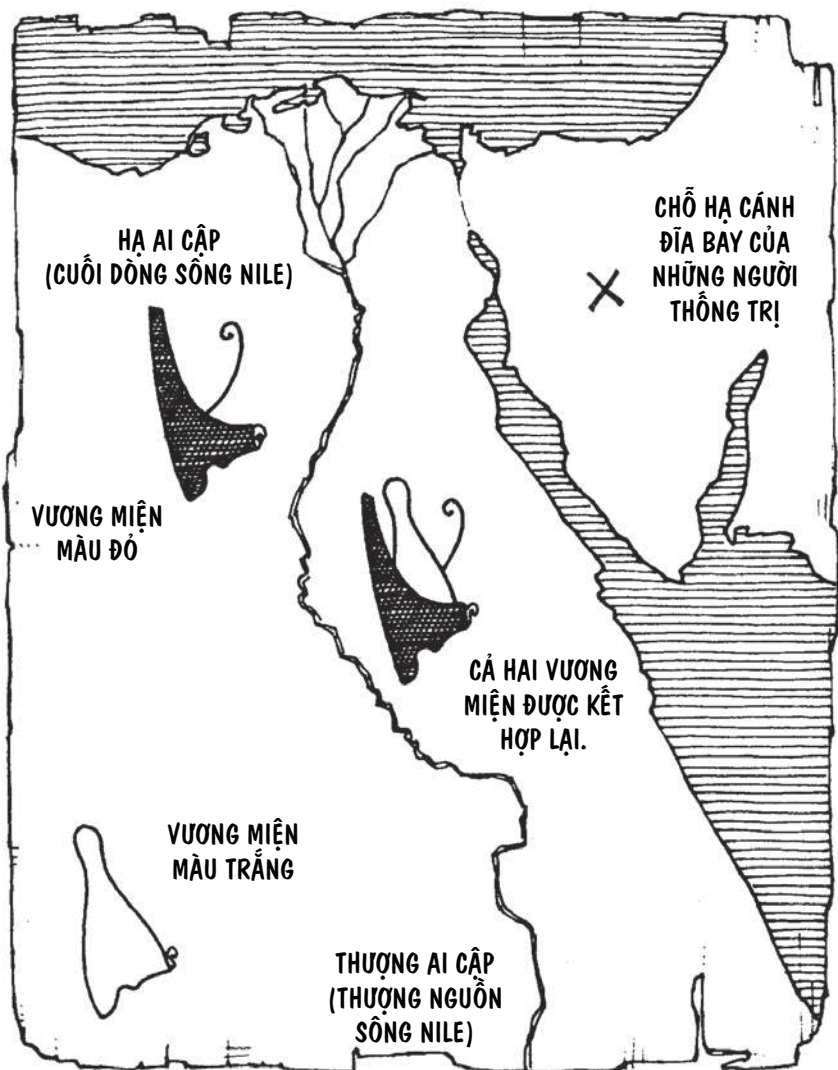 HẠ AI CẬP
(CUỐI DÒNG SÔNG NILE)
CHỖ HẠ CÁNH
ĐĨA BAY CỦA
NHỮNG NGƯỜI
THỐNG TRỊ
VƯƠNG MIỆN
MÀU ĐỎ
CẢ HAI VƯƠNG
MIỆN ĐƯỢC KẾT
HỢP LẠI.
VƯƠNG MIỆN
MÀU TRẮNG
THƯỢNG AI CẬP
(THƯỢNG NGUỒN
SÔNG NILE)